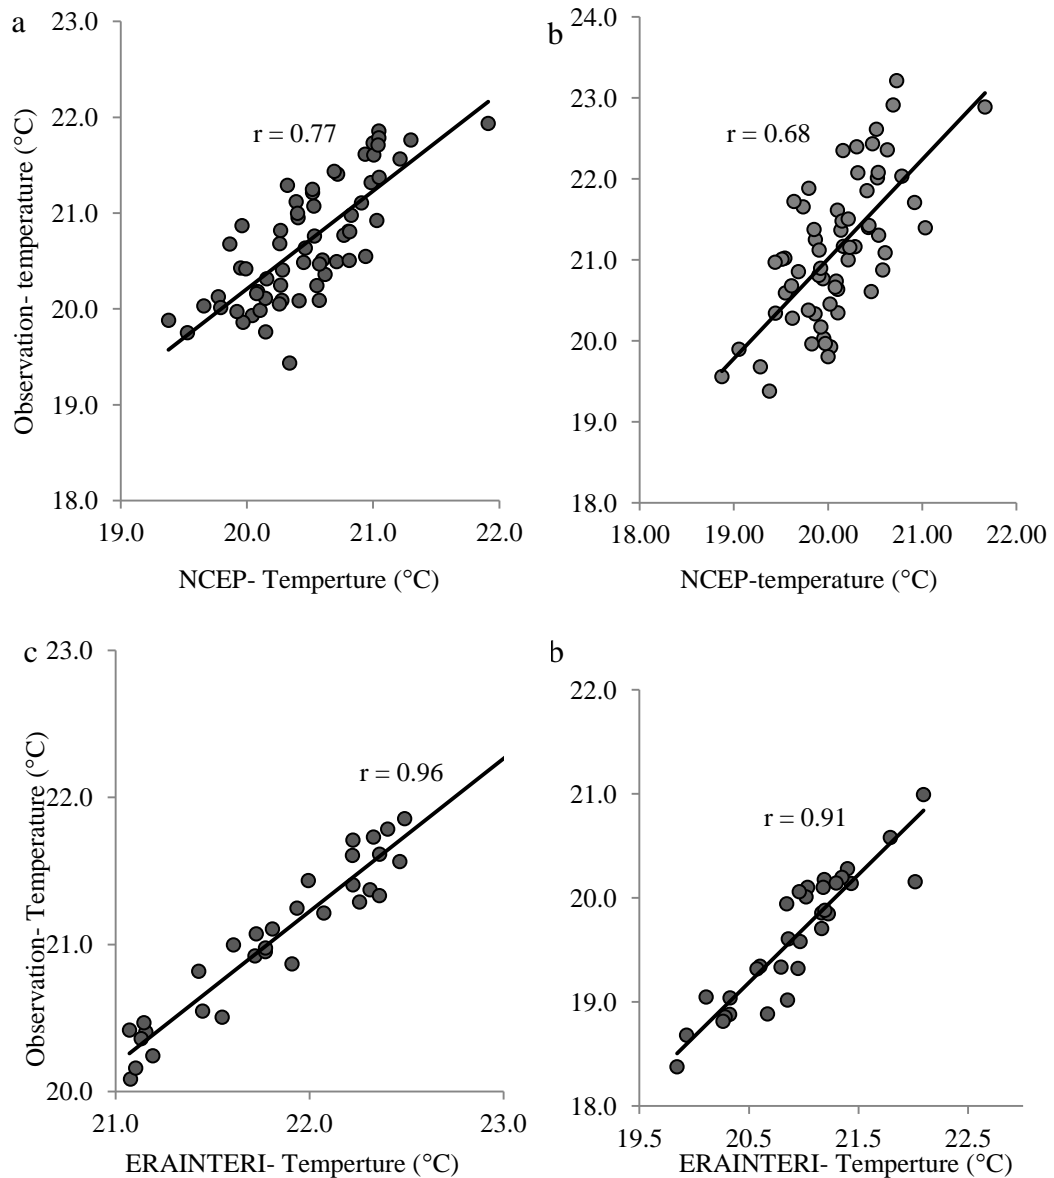 a
23.0
22.0
21.0
20.0
19.0
18.0
19.0 20.0 21.0 22.0
r = 0.77
Observation- temperature (°C)
NCEP- Temperture (°C)
b
24.0
23.0
22.0
21.0
20.0
19.0
18.0
18.00 19.00 20.00 21.00 22.00
r = 0.68
NCEP-temperature (°C)
c
23.0
22.0
21.0
20.0
21.0 22.0 23.0
r = 0.96
Observation- Temperature (°C)
ERAINTERI- Temperture (°C)
b
22.0
21.0
20.0
19.0
18.0
19.5 20.5 21.5 22.5
r = 0.91
ERAINTERI- Temperture (°C)